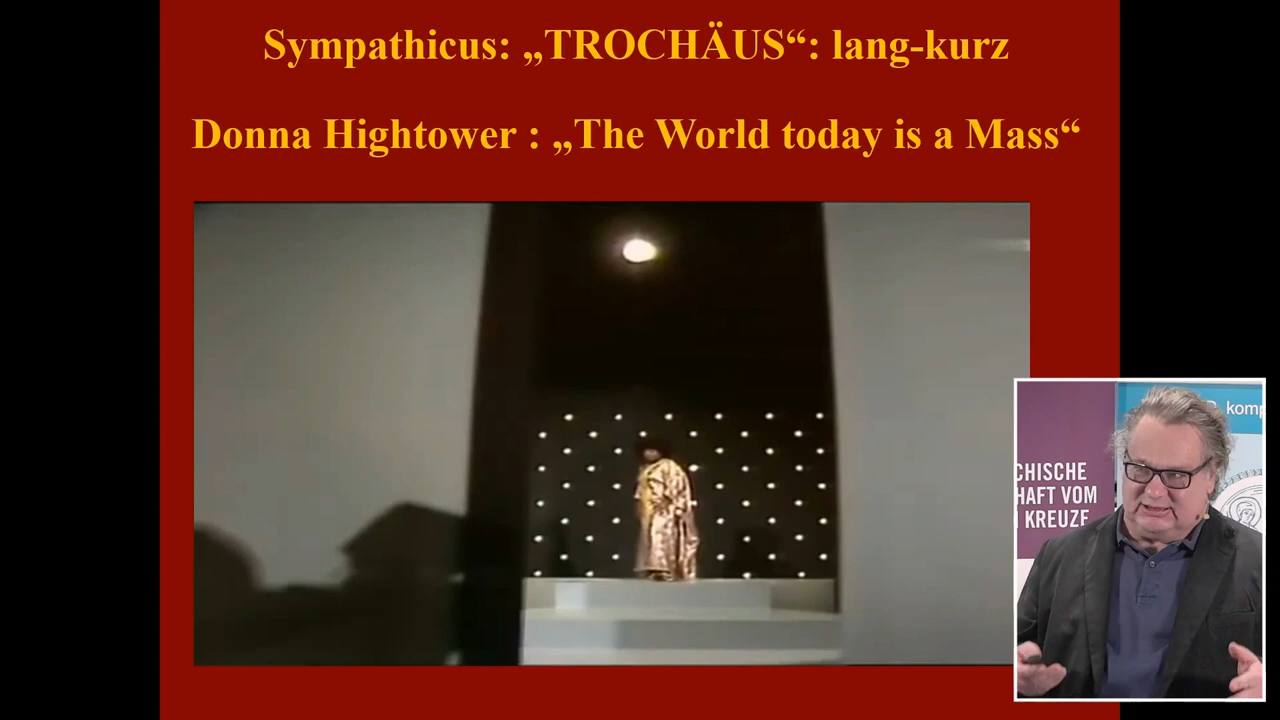 Sympathicus: „TROCHÄUS“: lang-kurz
Donna Hightower : „The World today is a Mass“
komp
CHISCHE
HAFT VOM
KREUZE